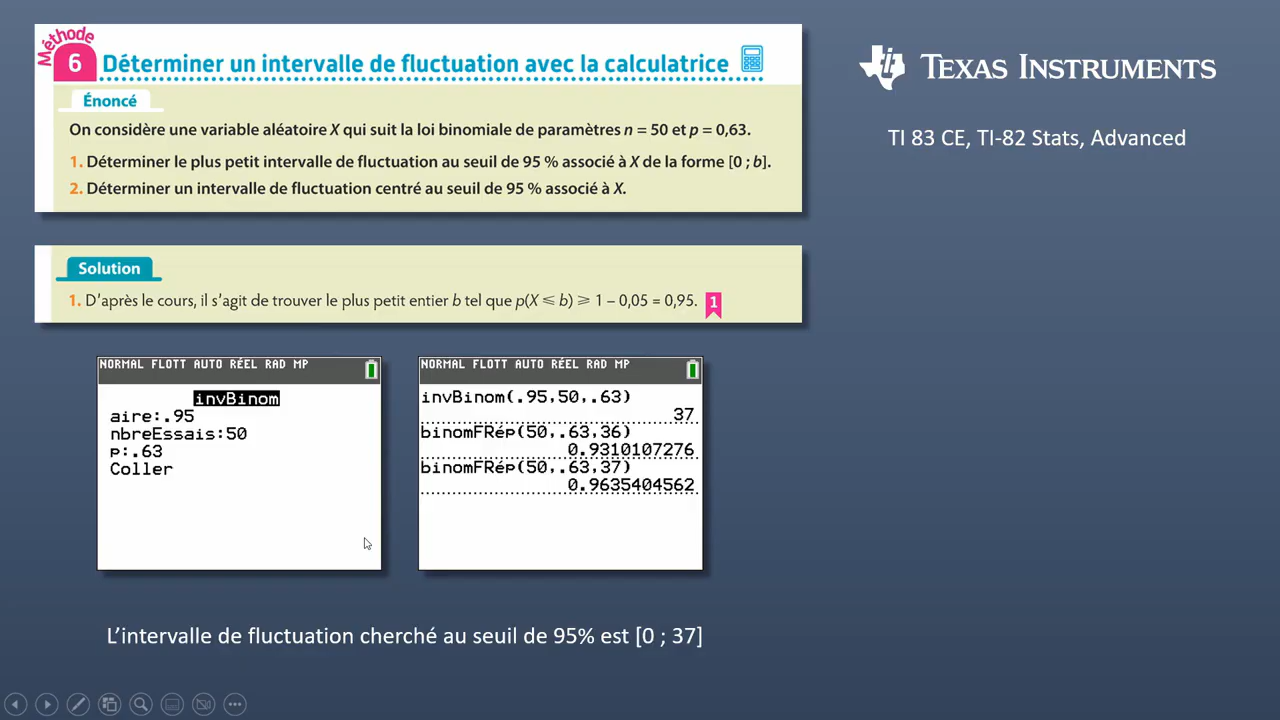 Méthode
6
Déterminer un intervalle de fluctuation avec la calculatrice
Énoncé
On considère une variable aléatoire X qui suit la loi binomiale de paramètres n = 50 et p = 0,63.
1. Déterminer le plus petit intervalle de fluctuation au seuil de 95 % associé à X de la forme [0 ; b].
2. Déterminer un intervalle de fluctuation centré au seuil de 95 % associé à X.
TEXAS INSTRUMENTS
TI 83 CE, TI-82 Stats, Advanced
Solution
1. D'après le cours, il s'agit de trouver le plus petit entier b tel que p(X ⩽ b) ⩾ 1 – 0,05 = 0,95.
1
NORMAL FLOTT AUTO RÉEL RAD MP
invBinom
aire:.95
nbreEssais:50
p:.63
Coller
NORMAL FLOTT AUTO RÉEL RAD MP
invBinom(.95,50,.63)
37
binomFRép(50,.63,36)
0.9310107276
binomFRép(50,.63,37)
0.9635404562
L'intervalle de fluctuation cherché au seuil de 95% est [0 ; 37]